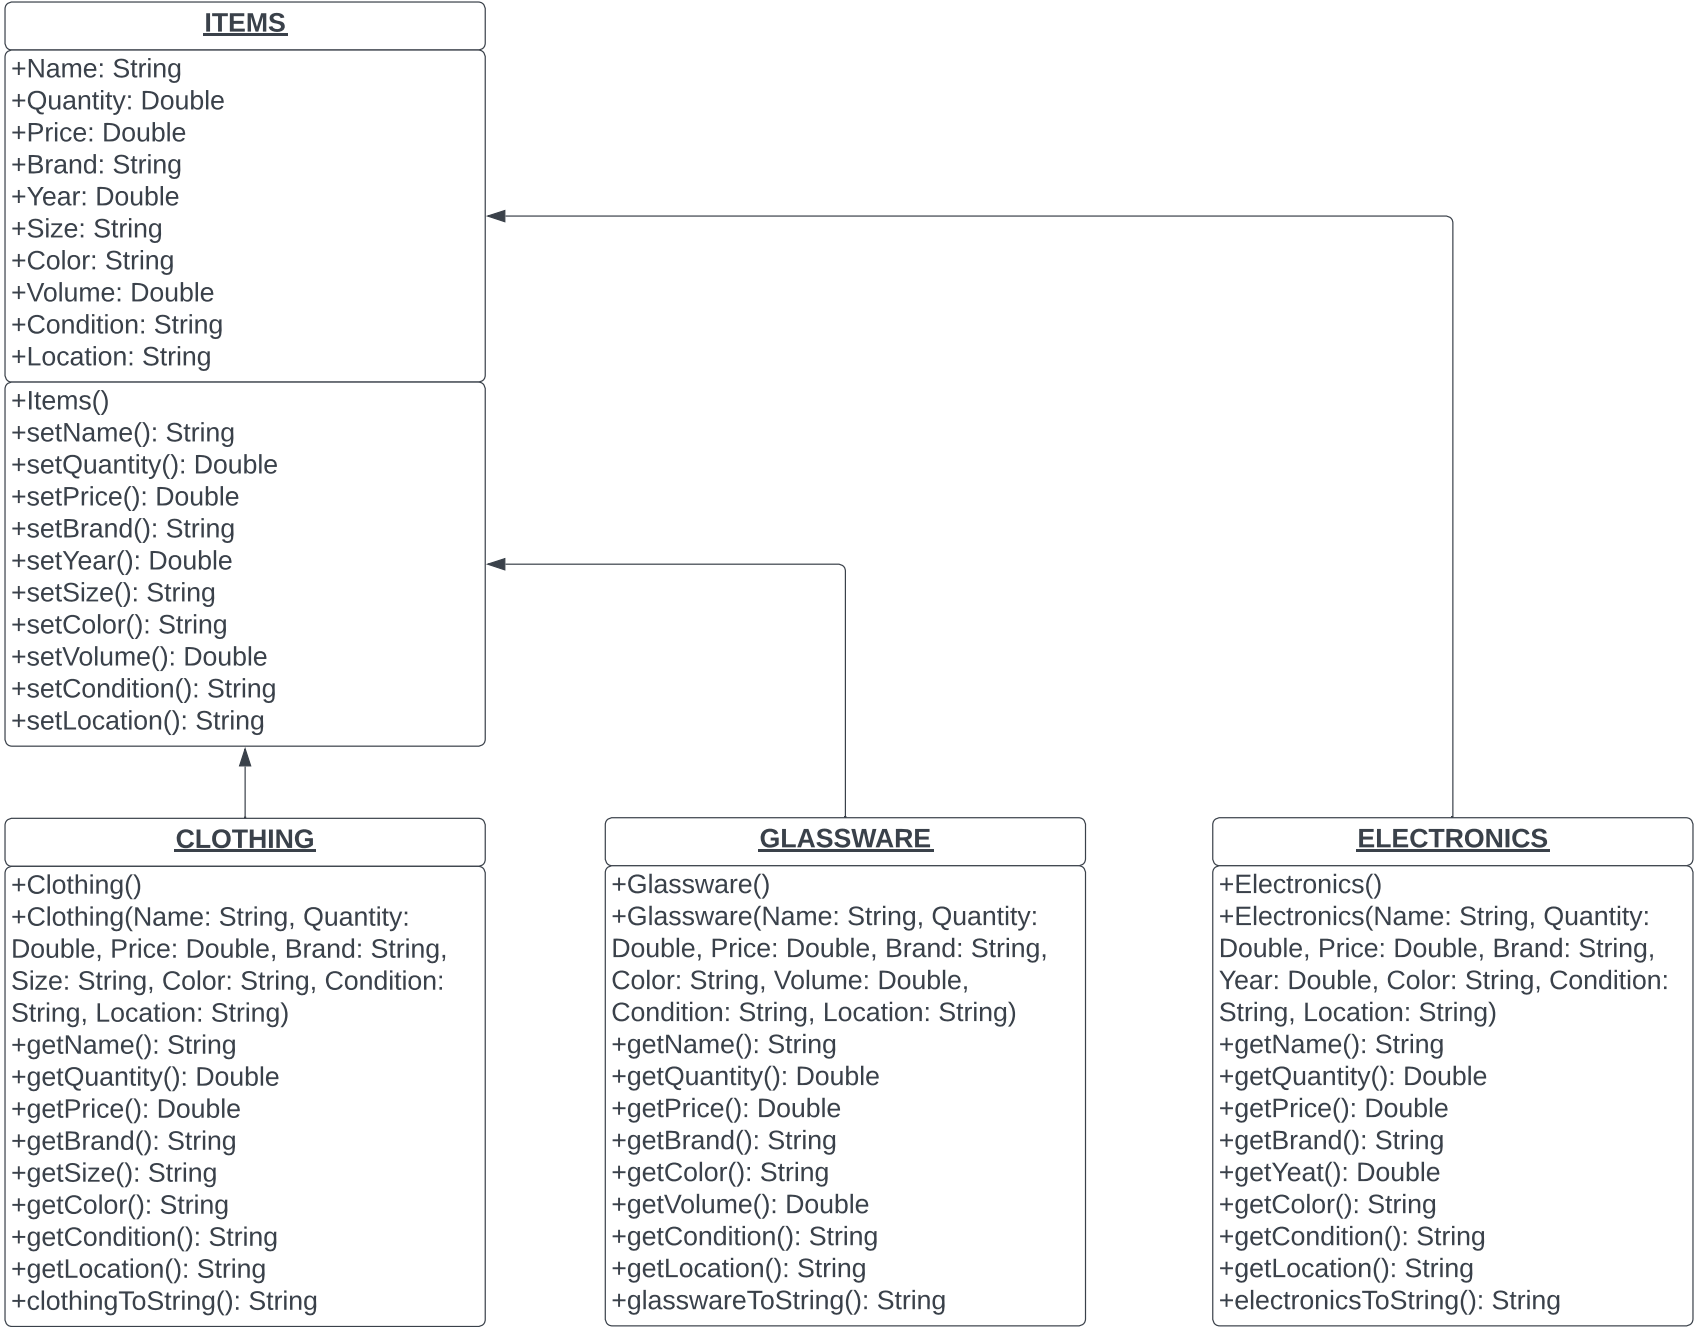 ITEMS
+Name: String
+Quantity: Double
+Price: Double
+Brand: String
+Year: Double
+Size: String
+Color: String
+Volume: Double
+Condition: String
+Location: String
+Items()
+setName(): String
+setQuantity(): Double
+setPrice(): Double
+setBrand(): String
+setYear(): Double
+setSize(): String
+setColor(): String
+setVolume(): Double
+setCondition(): String
+setLocation(): String
CLOTHING
+Clothing()
+Clothing(Name: String, Quantity:
Double, Price: Double, Brand: String,
Size: String, Color: String, Condition:
String, Location: String)
+getName(): String
+getQuantity(): Double
+getPrice(): Double
+getBrand(): String
+getSize(): String
+getColor(): String
+getCondition(): String
+getLocation(): String
+clothingToString(): String
GLASSWARE
+Glassware()
+Glassware(Name: String, Quantity:
Double, Price: Double, Brand: String,
Color: String, Volume: Double,
Condition: String, Location: String)
+getName(): String
+getQuantity(): Double
+getPrice(): Double
+getBrand(): String
+getColor(): String
+getVolume(): Double
+getCondition(): String
+getLocation(): String
+glasswareToString(): String
ELECTRONICS
+Electronics()
+Electronics(Name: String, Quantity:
Double, Price: Double, Brand: String,
Year: Double, Color: String, Condition:
String, Location: String)
+getName(): String
+getQuantity(): Double
+getPrice(): Double
+getBrand(): String
+getYeat(): Double
+getColor(): String
+getCondition(): String
+getLocation(): String
+electronicsToString(): String